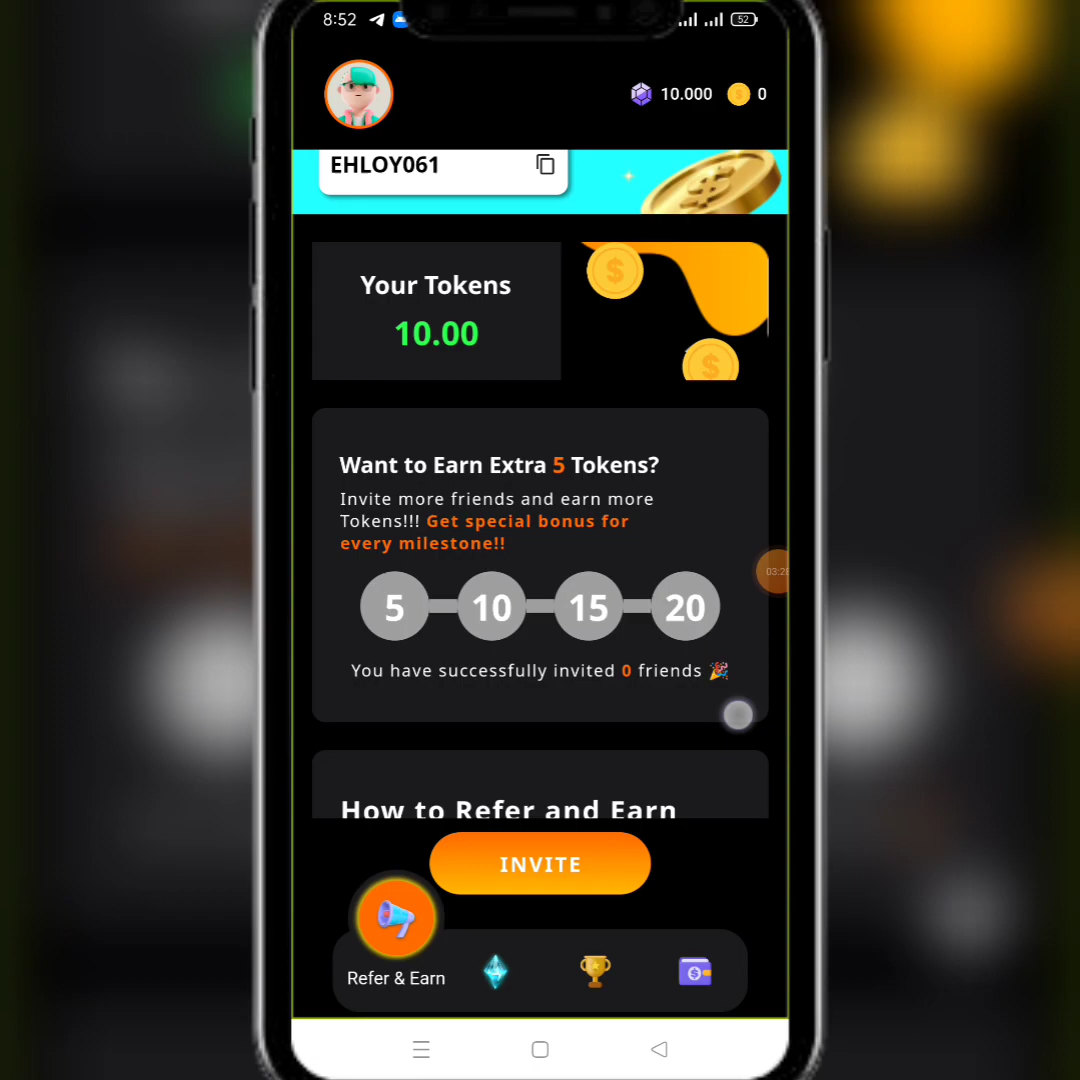 8:52
52
10.000
0
EHLOY061
Your Tokens
10.00
Want to Earn Extra 5 Tokens?
Invite more friends and earn more
Tokens!!! Get special bonus for
every milestone!!
5 10 15 20
You have successfully invited 0 friends 🎉
How to Refer and Earn
INVITE
Refer & Earn